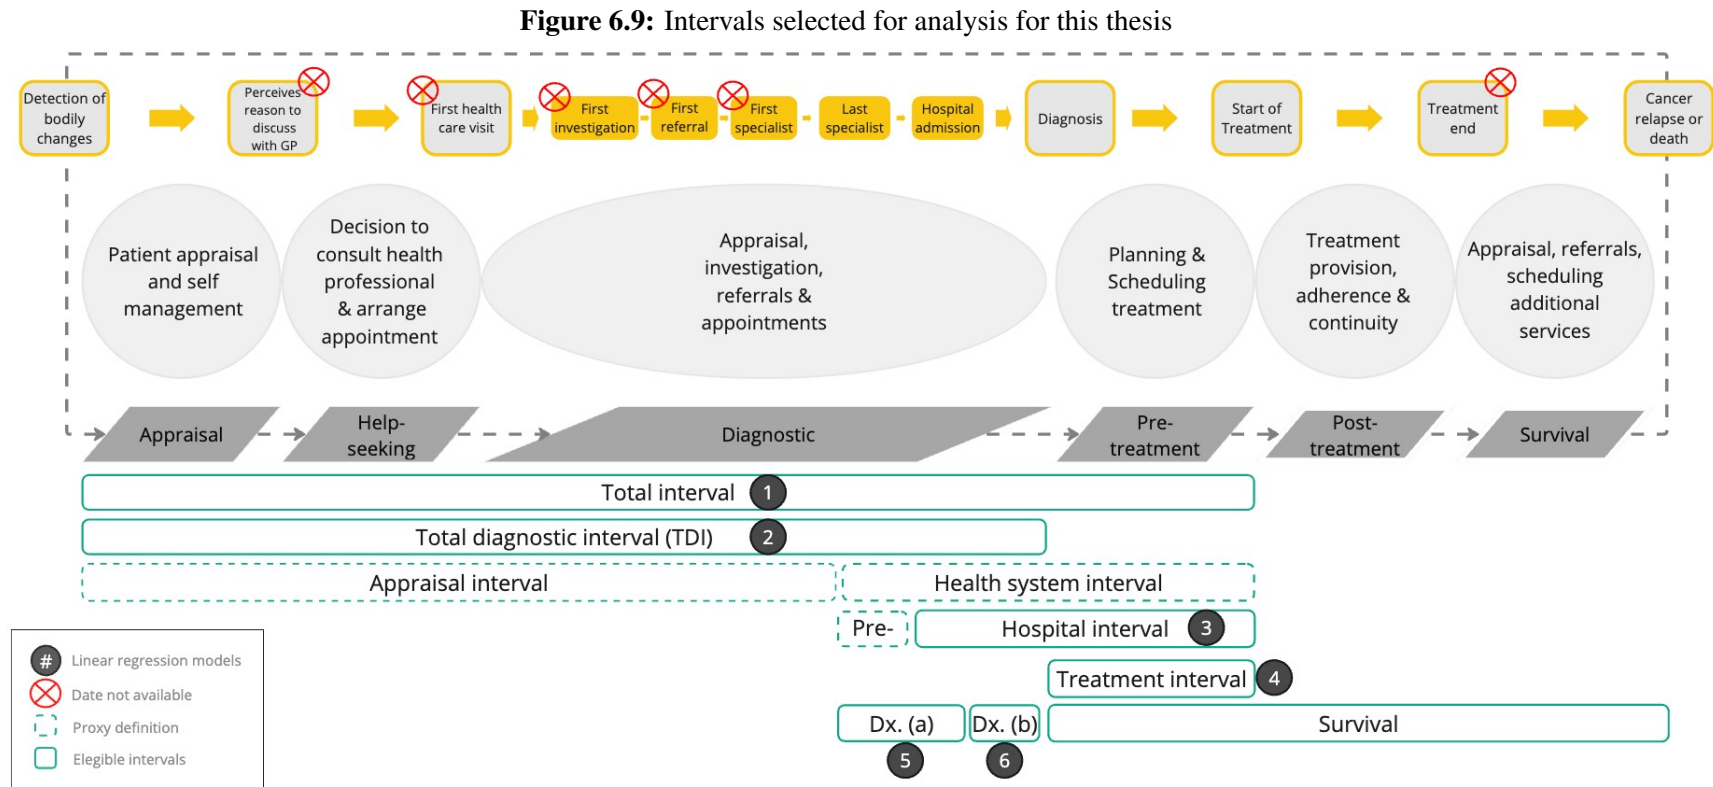 Figure 6.9: Intervals selected for analysis for this thesis
Detection of
bodily
changes
Perceives
reason to
discuss
with GP
First health
care visit
First
investigation
First
referral
First
specialist
Last
specialist
Hospital
admission
Diagnosis
Start of
Treatment
Treatment
end
Cancer
relapse or
death
Patient appraisal
and self
management
Decision to
consult health
professional
& arrange
appointment
Appraisal,
investigation,
referrals &
appointments
Planning &
Scheduling
treatment
Treatment
provision,
adherence &
continuity
Appraisal, referrals,
scheduling
additional
services
Appraisal
Help-
seeking
Diagnostic
Pre-
treatment
Post-
treatment
Survival
Total interval 1
Total diagnostic interval (TDI) 2
Appraisal interval
Health system interval
Pre-
Hospital interval 3
Treatment interval 4
Dx. (a)
Dx. (b)
Survival
5
6
# Linear regression models
Date not available
Proxy definition
Elegible intervals